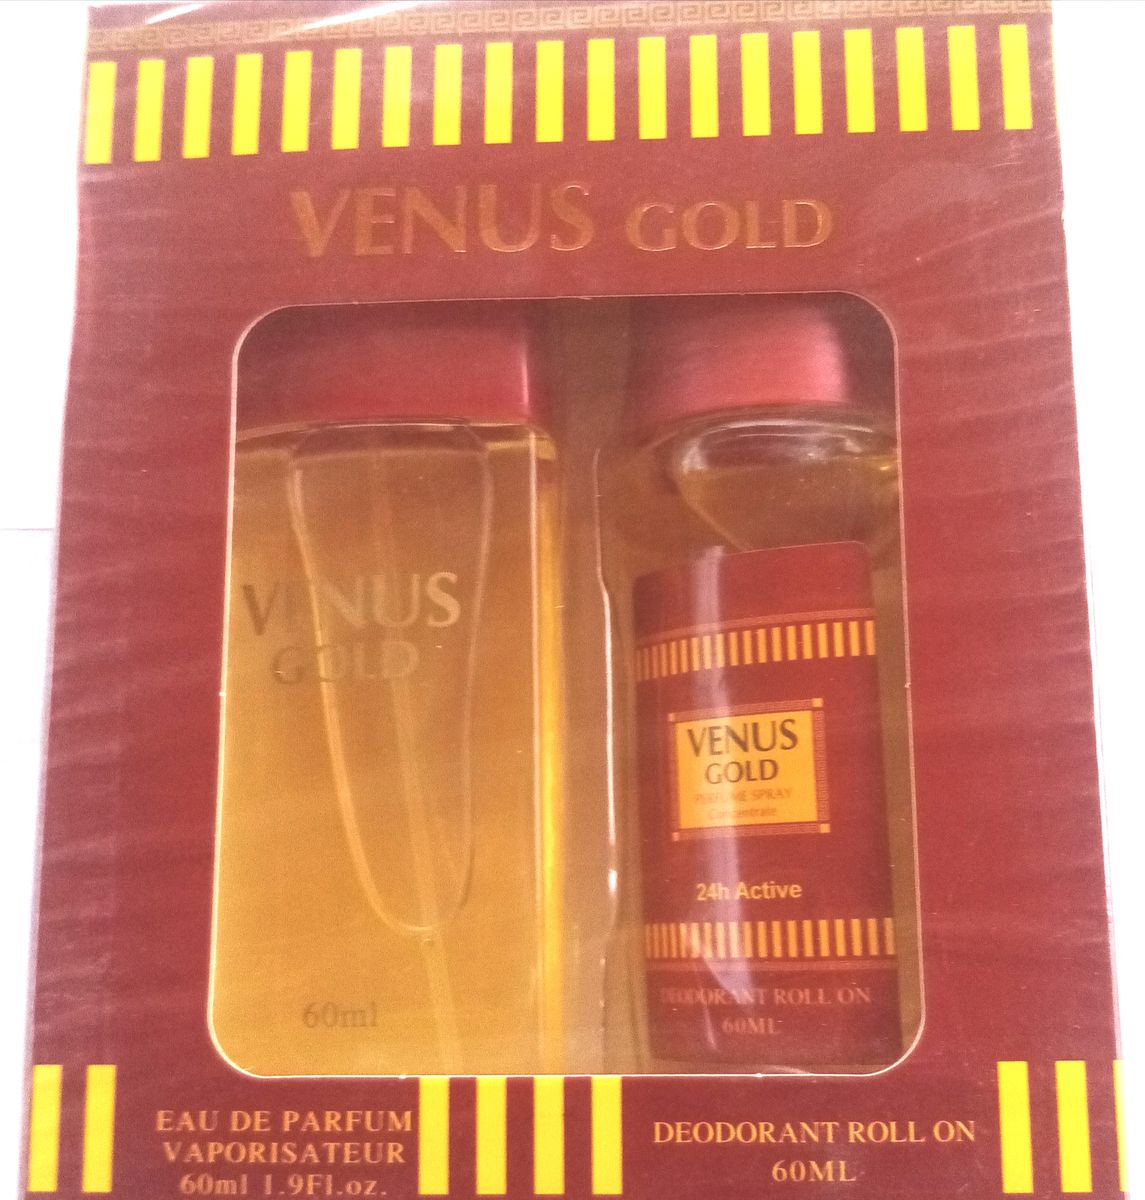 VENUS GOLD
VENUS
GOLD
60ml
VENUS
GOLD
PERFUME SPRAY
Concentrate
24h Active
DEODORANT ROLL ON
60ML
EAU DE PARFUM
VAPORISATEUR
60ml 1.9Fl.oz.
DEODORANT ROLL ON
60ML